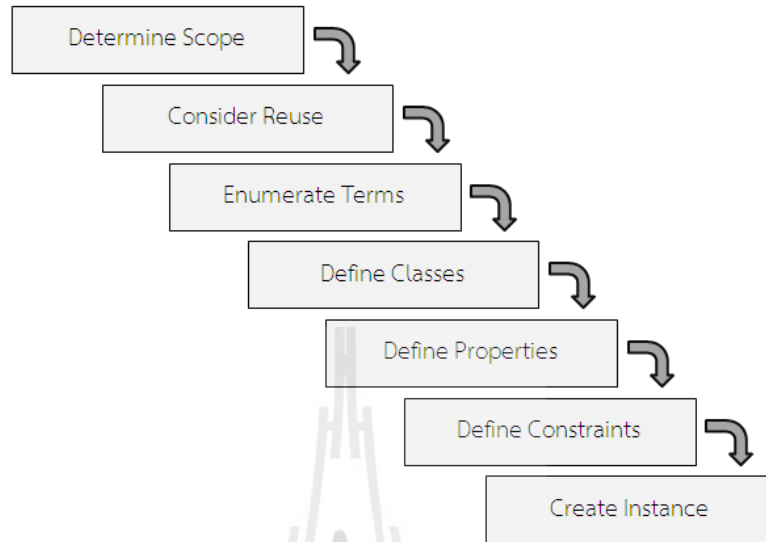 Determine Scope
Consider Reuse
Enumerate Terms
Define Classes
Define Properties
Define Constraints
Create Instance